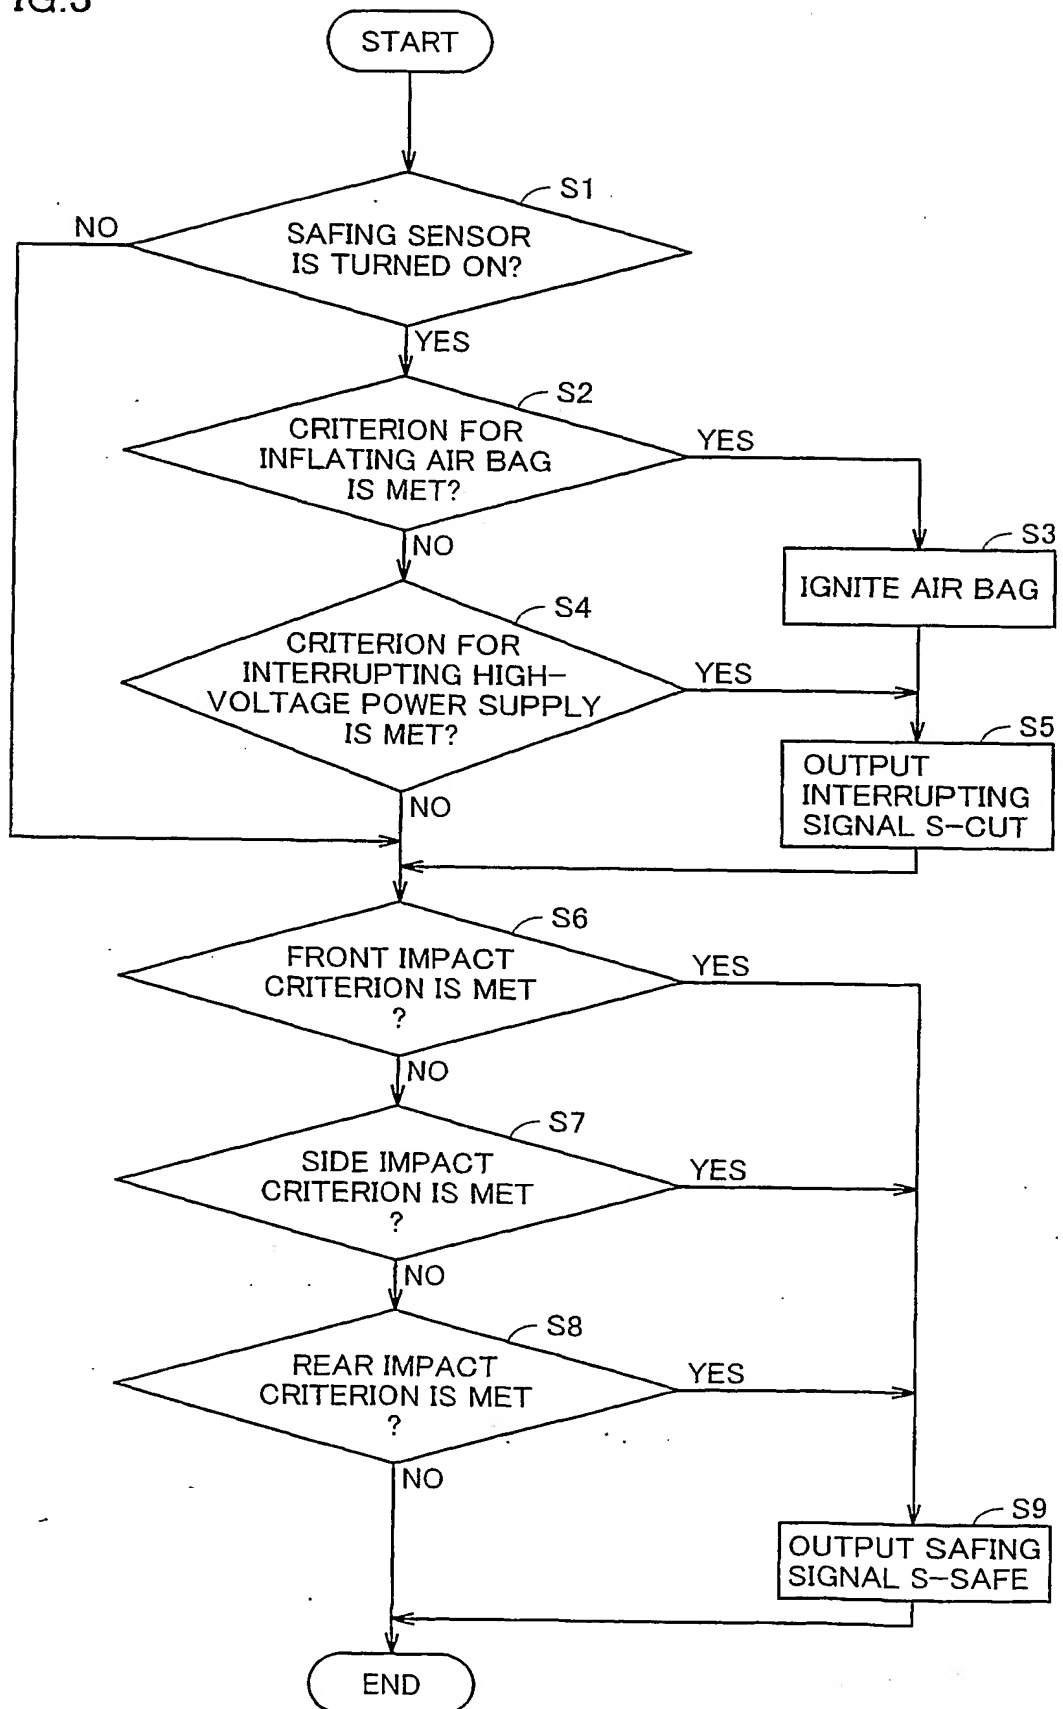 START
S1
NO
SAFING SENSOR
IS TURNED ON?
YES
S2
CRITERION FOR
INFLATING AIR BAG
IS MET?
YES
NO
S3
IGNITE AIR BAG
S4
CRITERION FOR
INTERRUPTING HIGH-
VOLTAGE POWER SUPPLY
IS MET?
YES
NO
S5
OUTPUT
INTERRUPTING
SIGNAL S-CUT
S6
FRONT IMPACT
CRITERION IS MET
?
YES
NO
S7
SIDE IMPACT
CRITERION IS MET
?
YES
NO
S8
REAR IMPACT
CRITERION IS MET
?
YES
NO
S9
OUTPUT SAFING
SIGNAL S-SAFE
END